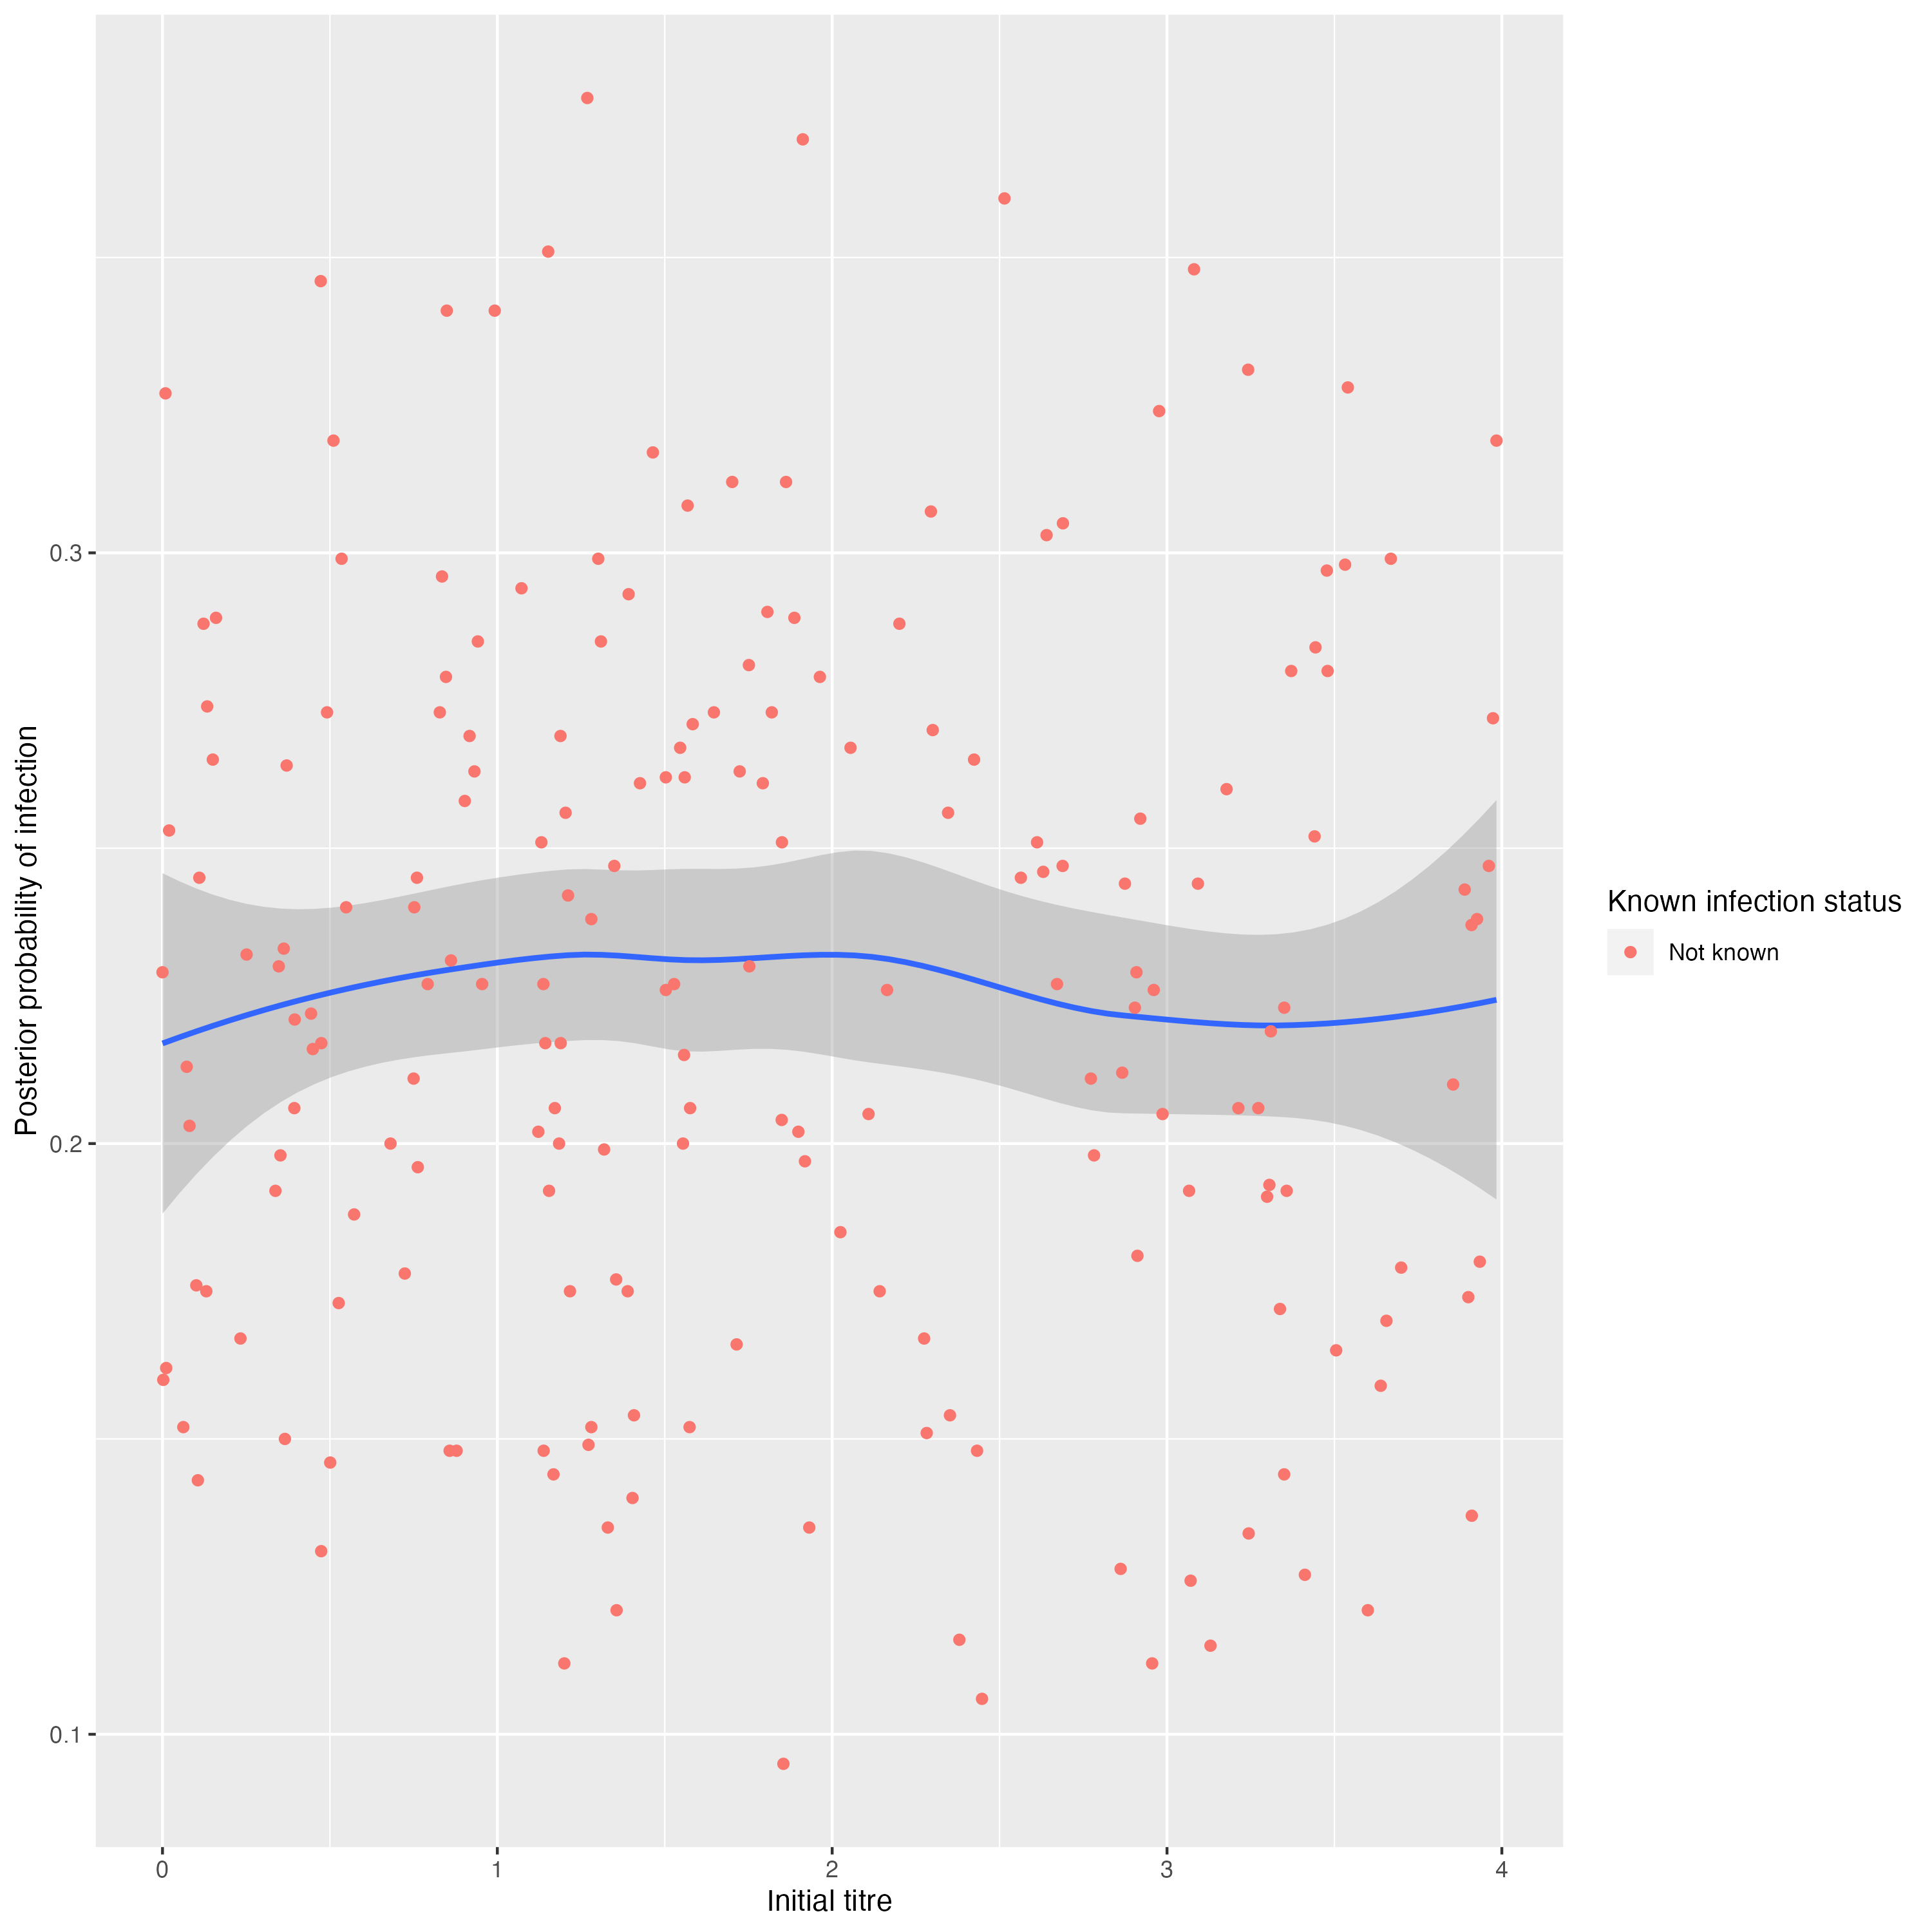 Posterior probability of infection
0.3
0.2
0.1
0 1 2 3 4
Initial titre
Known infection status
Not known